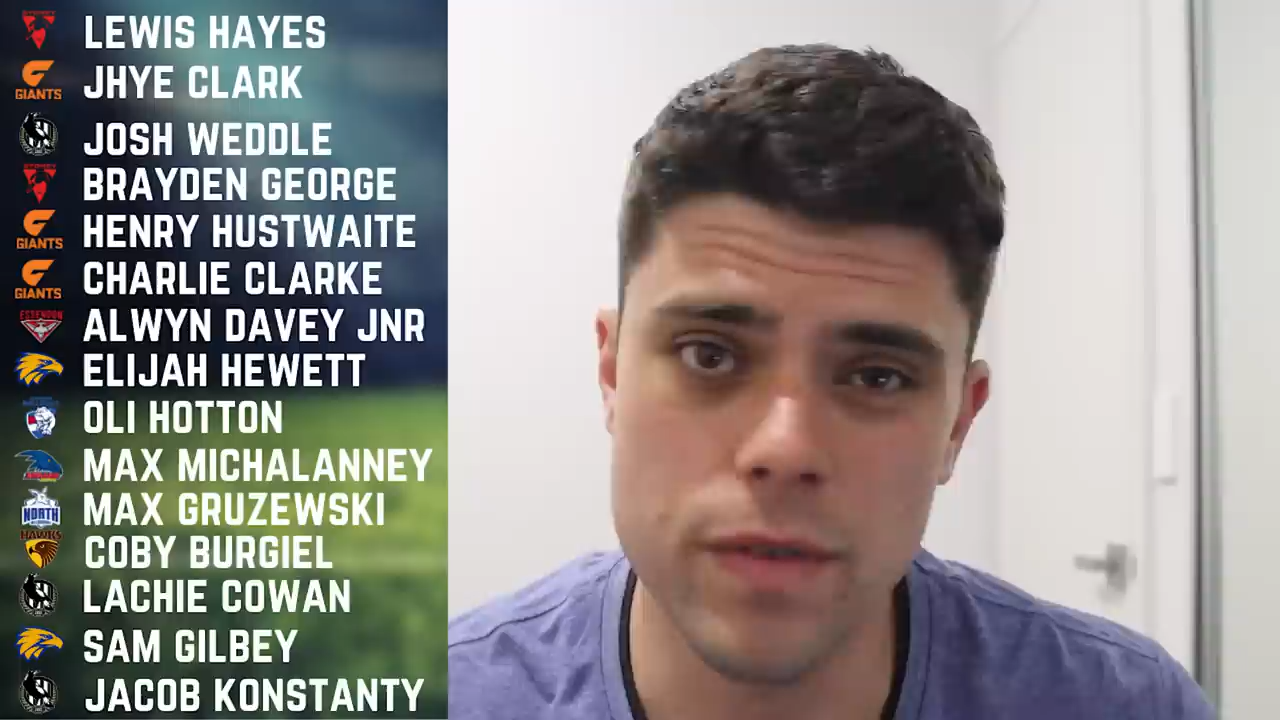 LEWIS HAYES
GIANTS JHYE CLARK
JOSH WEDDLE
BRAYDEN GEORGE
GIANTS HENRY HUSTWAITE
GIANTS CHARLIE CLARKE
ESSENDON ALWYN DAVEY JNR
ELIJAH HEWETT
OLI HOTTON
MAX MICHALANNEY
NORTH MAX GRUZEWSKI
HAWKS COBY BURGIEL
LACHIE COWAN
SAM GILBEY
JACOB KONSTANTY